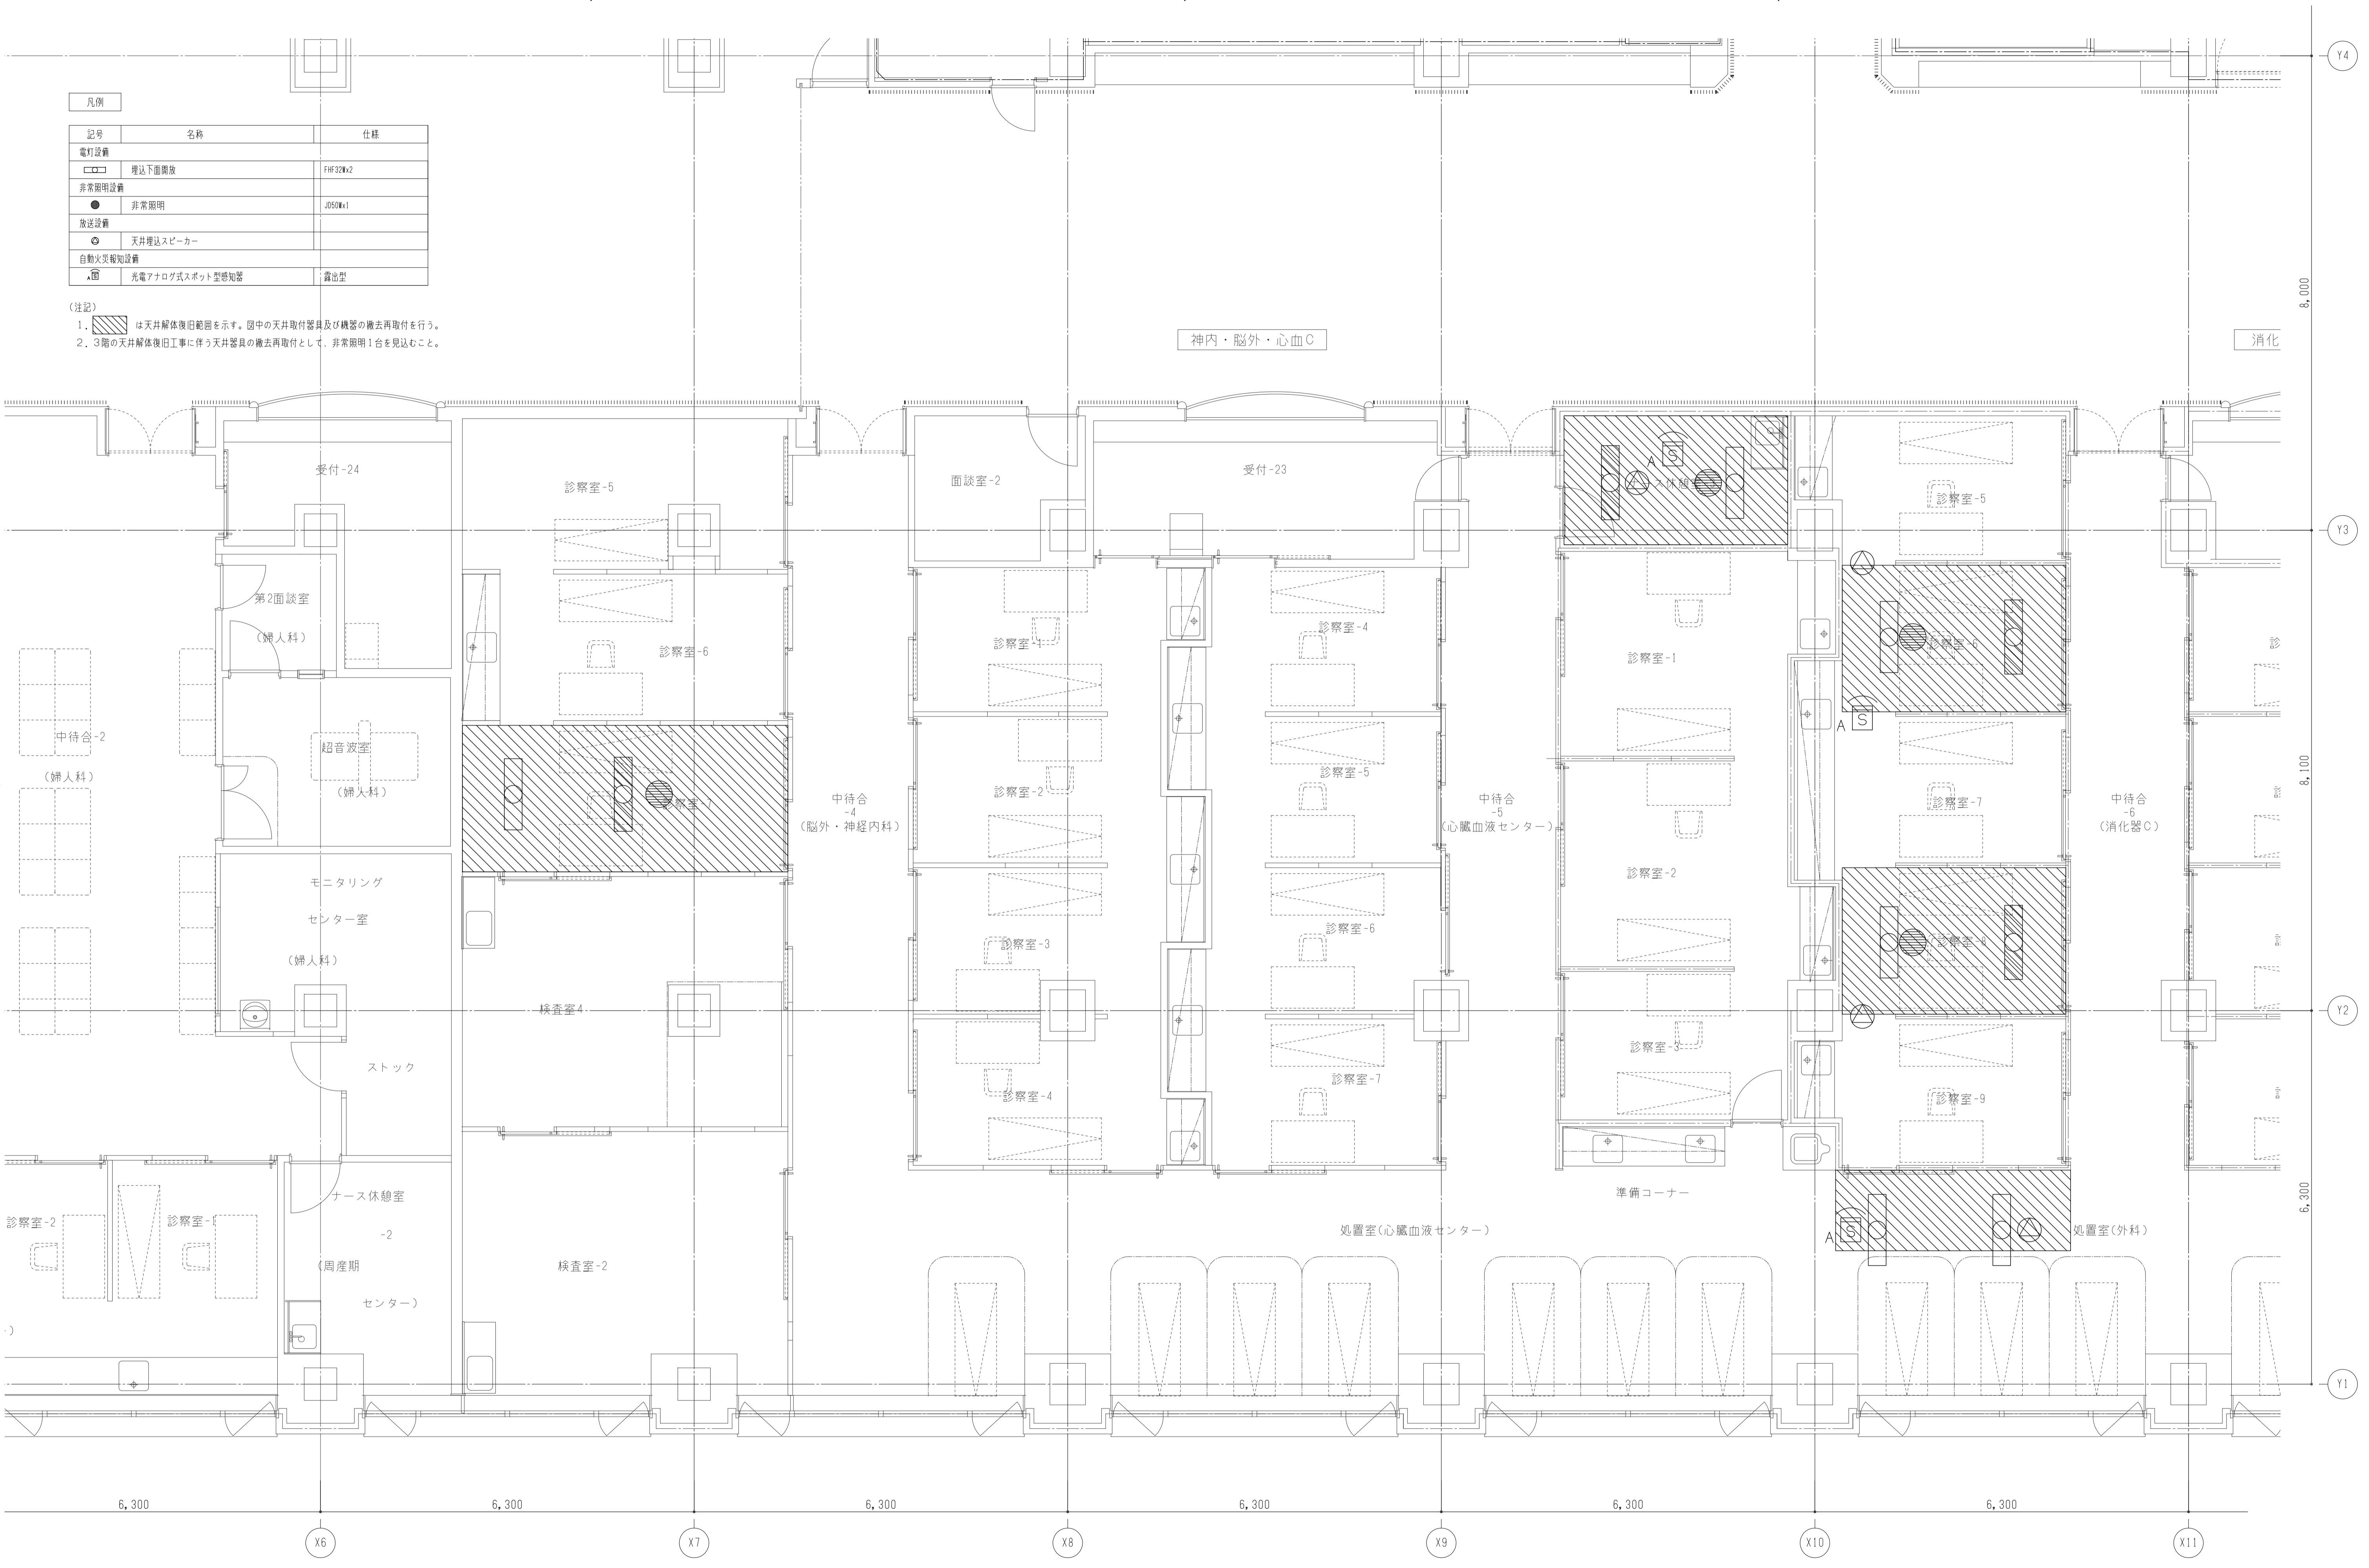 Y4
凡例
記号 名称 仕様
電灯設備
埋込下面開放 FHF32Wx2
非常照明設備
非常照明 JD50Wx1
放送設備
天井埋込スピーカー
自動火災報知設備
A S 光電アナログ式スポット型感知器 露出型
(注記)
1. は天井解体復旧範囲を示す。図中の天井取付器具及び機器の撤去再取付を行う。
2. 3階の天井解体復旧工事に伴う天井器具の撤去再取付として、非常照明1台を見込むこと。
8,000
神内・脳外・心血C
消化
受付-24
診察室-5
面談室-2
受付-23
A S
ス休憩
診察室-5
Y3
第2面談室
(婦人科)
診察室-6
診察室-1
診察室-4
診察室-1
診察室-6
診
A S
中待合-2
(婦人科)
超音波室
(婦人科)
診察室-7
中待合
-4
(脳外・神経内科)
診察室-2
診察室-5
中待合
-5
(心臓血液センター)
診察室-2
診察室-7
中待合
-6
(消化器C)
8,100
モニタリング
センター室
(婦人科)
診察室-3
診察室-6
診察室-8
検査室4
Y2
ストック
診察室-4
診察室-7
診察室-3
診察室-9
診察室-2
診察室-1
ナース休憩室
-2
(周産期
センター)
検査室-2
準備コーナー
処置室(心臓血液センター)
A S
処置室(外科)
6,300
Y1
6,300
6,300
6,300
6,300
6,300
6,300
X6
X7
X8
X9
X10
X11